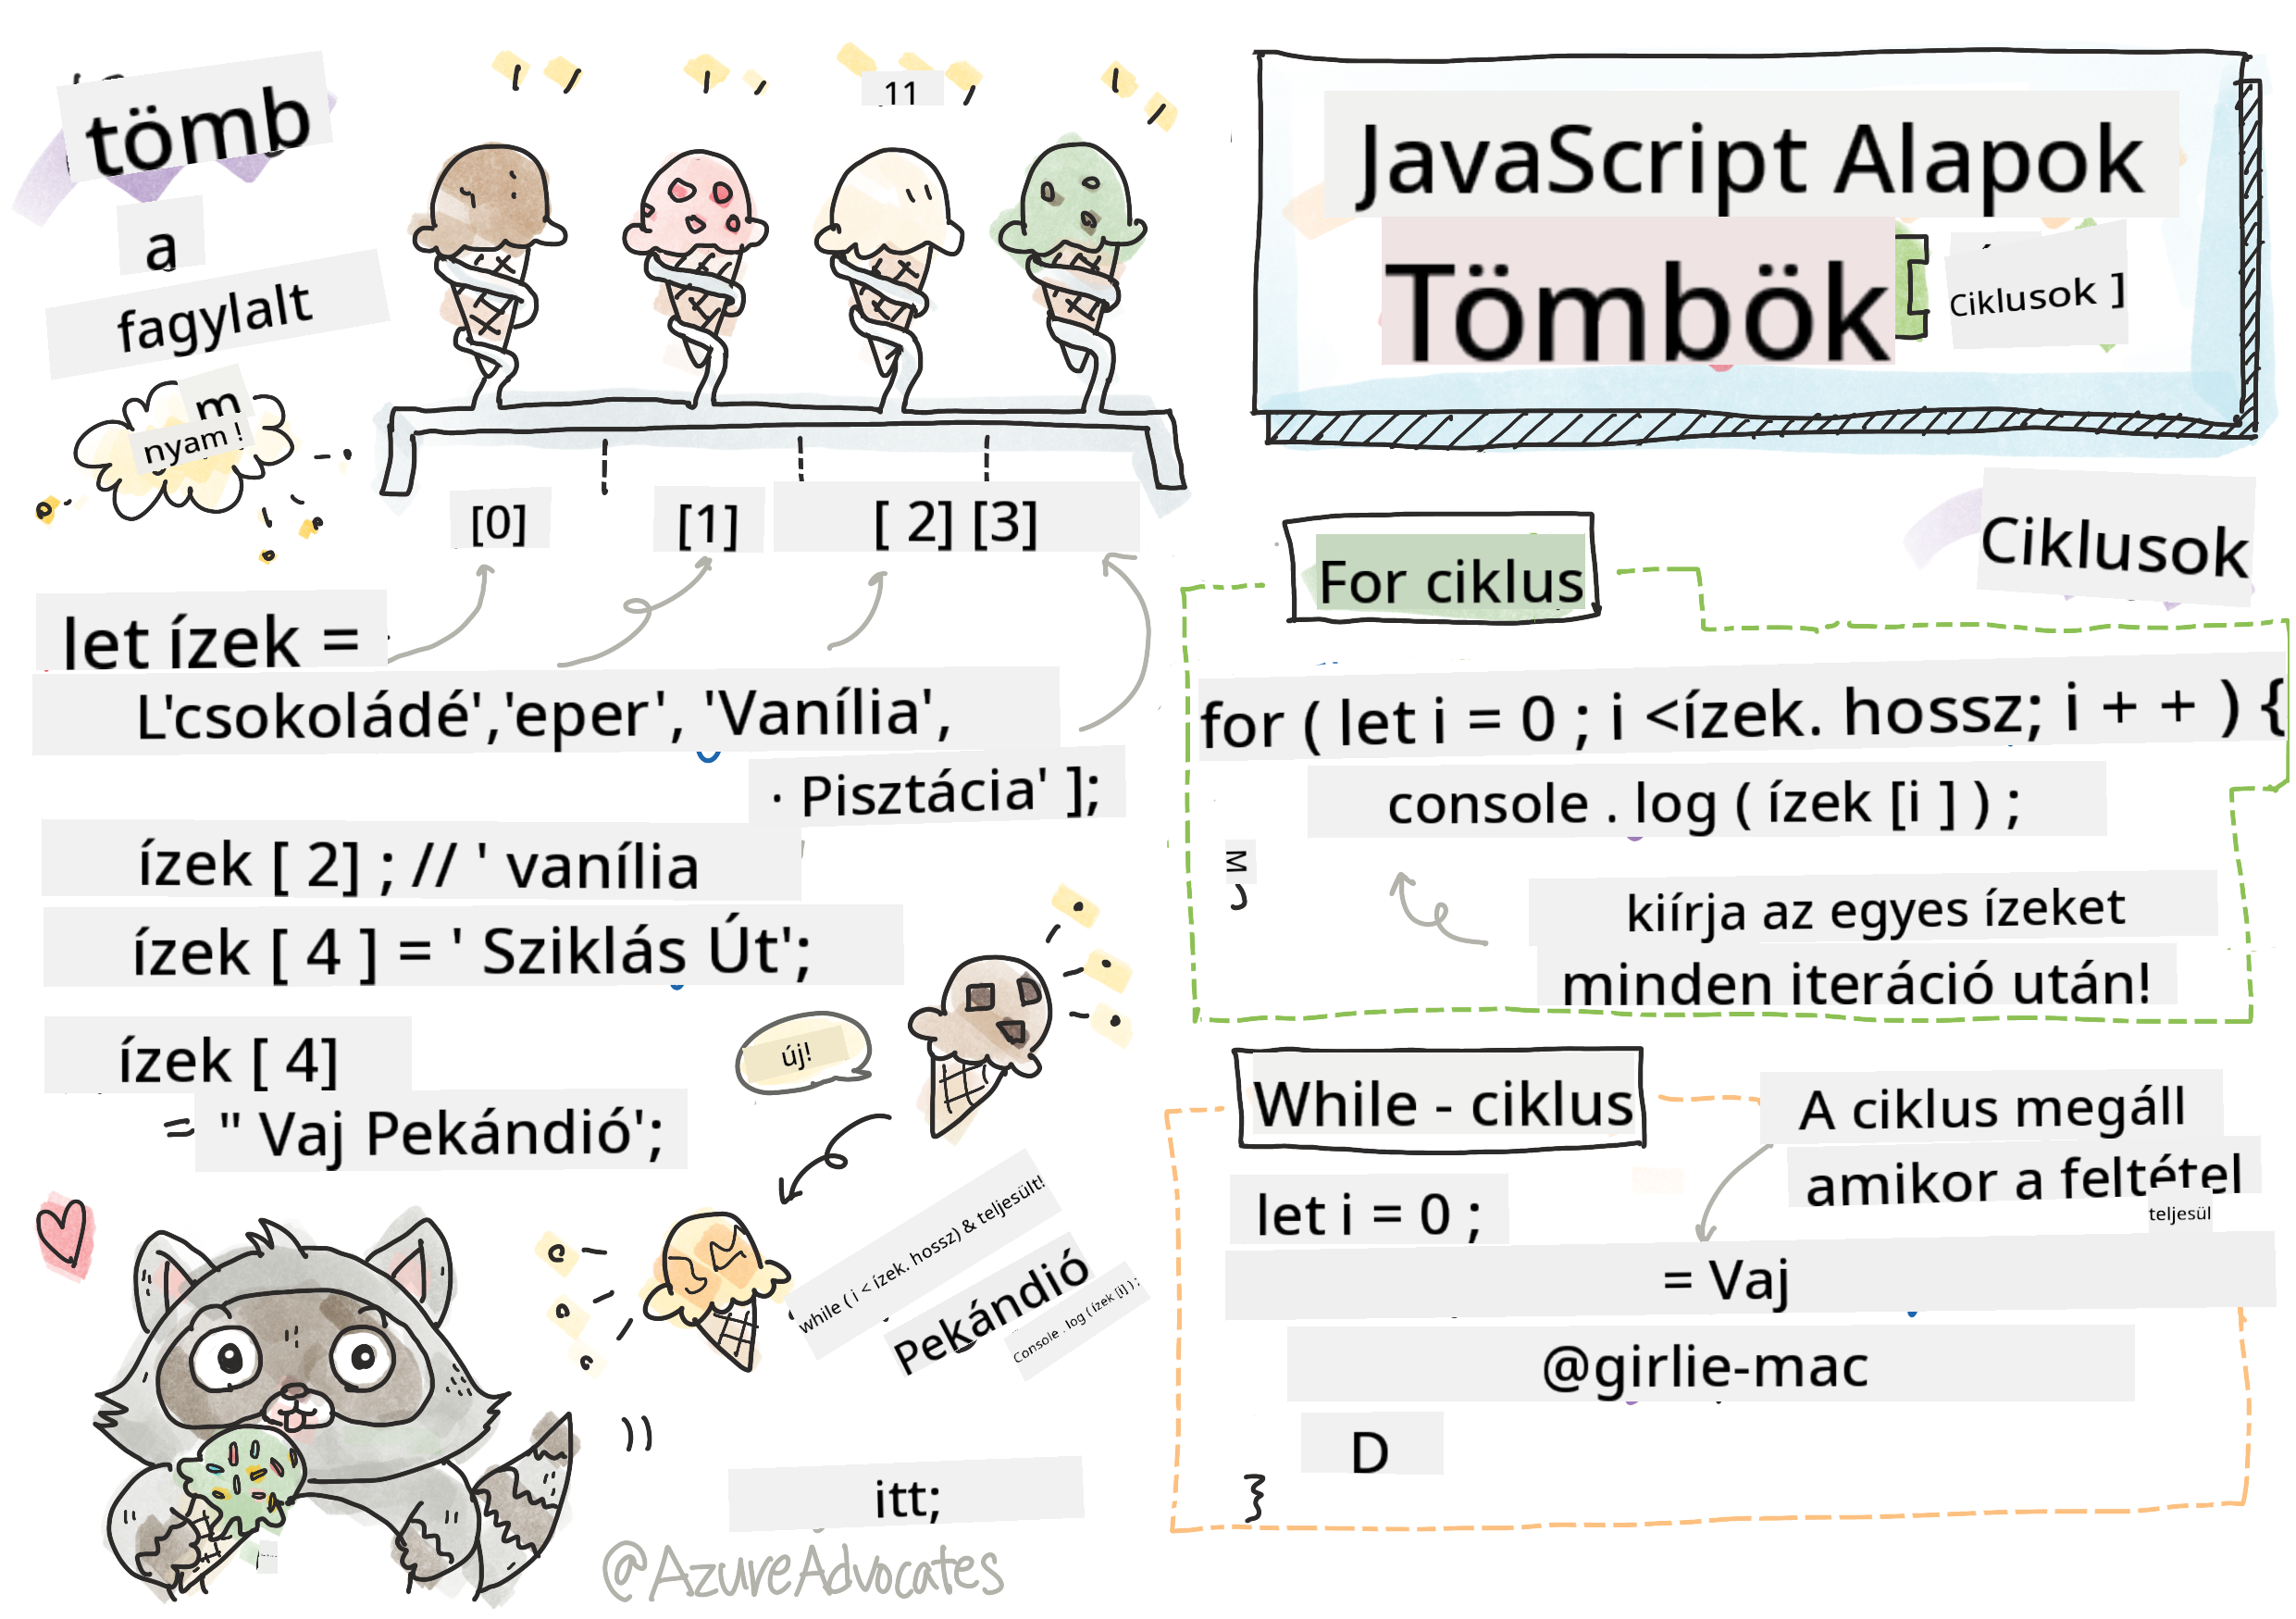 tömb
a
fagylalt
m
nyam !
11
[0]
[1]
[ 2] [3]
let ízek =
L'csokoládé','eper', 'Vanília',
· Pisztácia' ];
ízek [ 2] ; // ' vanília
ízek [ 4 ] = ' Sziklás Út';
ízek [ 4]
= " Vaj Pekándió';
új!
while ( i < ízek. hossz) & teljesült!
Pekándió
Console . log ( ízek [i] ) ;
itt;
@AzureAdvocates
JavaScript Alapok
Tömbök
[ Ciklusok ]
Ciklusok
For ciklus
for ( let i = 0 ; i <ízek. hossz; i + + ) {
console . log ( ízek [i ] ) ;
M
kiírja az egyes ízeket
minden iteráció után!
While - ciklus
A ciklus megáll
amikor a feltétel
teljesül
let i = 0 ;
= Vaj
@girlie-mac
D
}